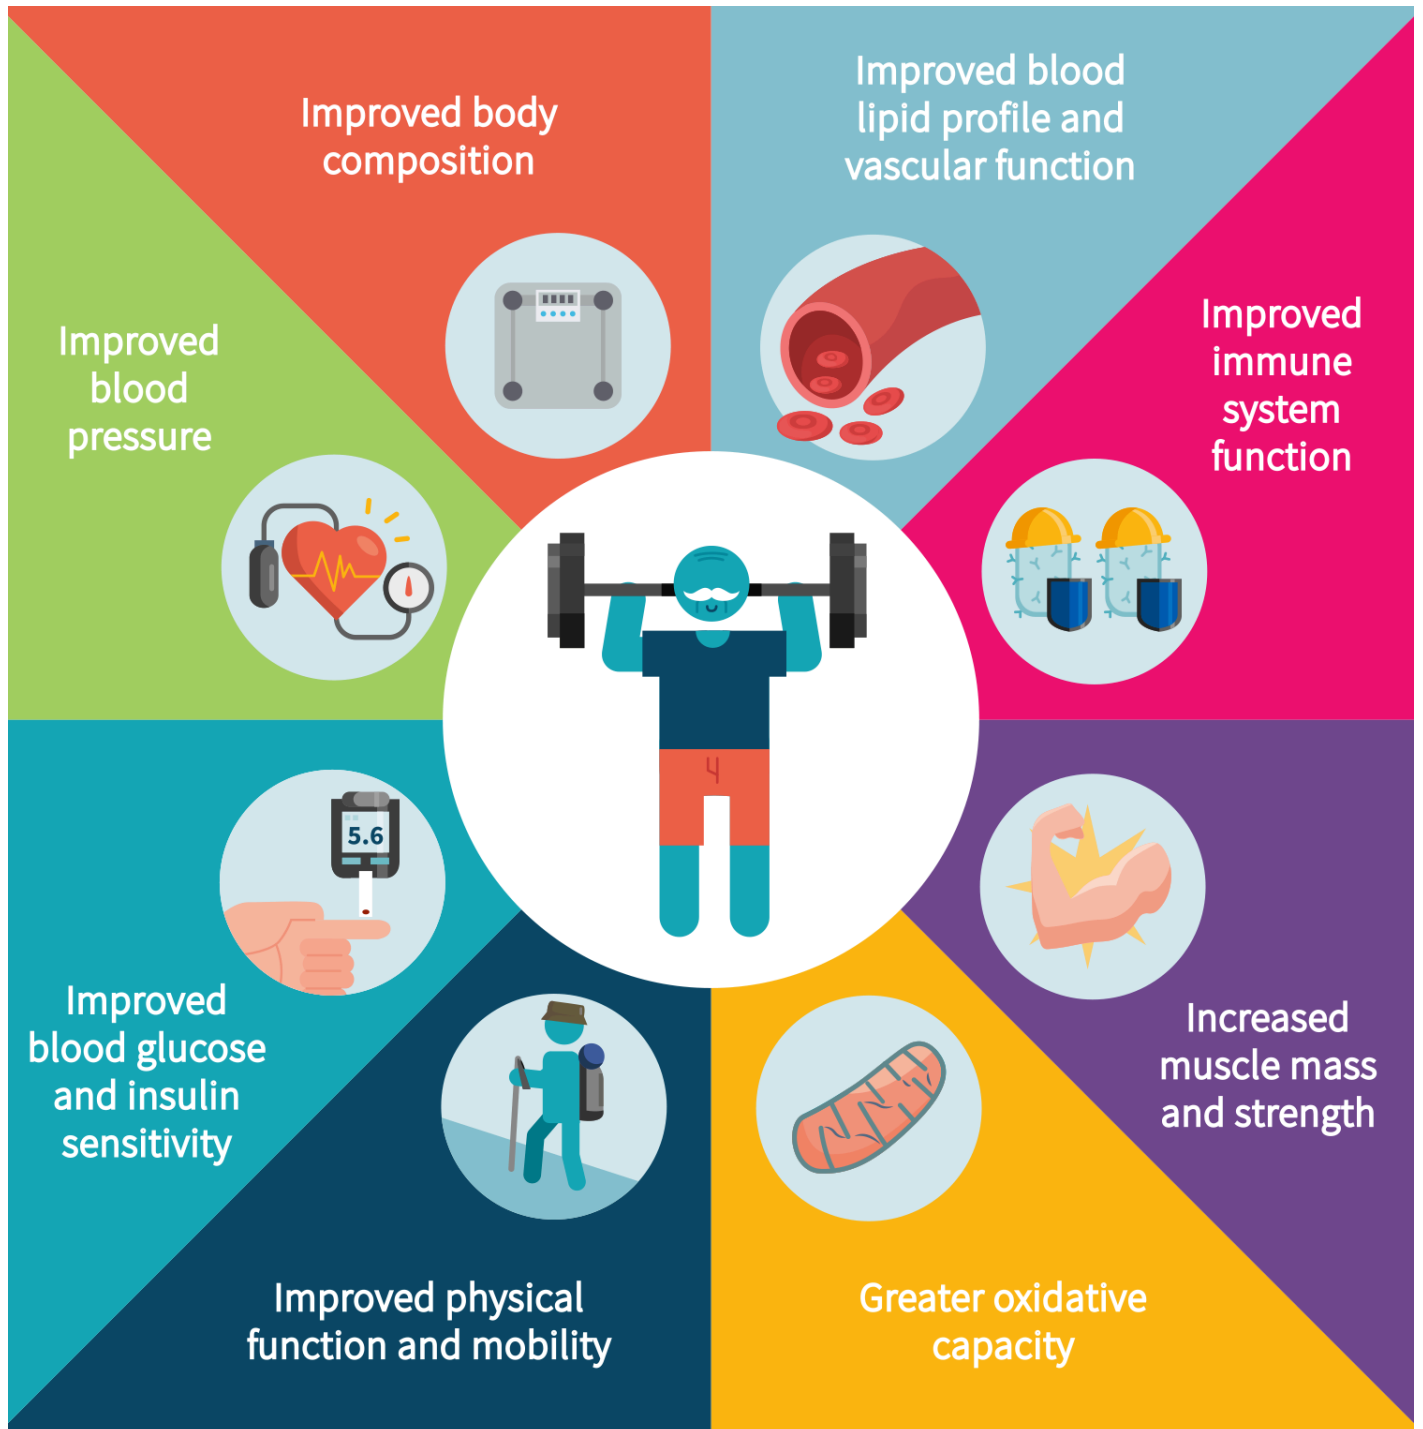 Improved body
composition
Improved blood
lipid profile and
vascular function
Improved
immune
system
function
Increased
muscle mass
and strength
Greater oxidative
capacity
Improved physical
function and mobility
5.6
Improved
blood glucose
and insulin
sensitivity
Improved
blood
pressure